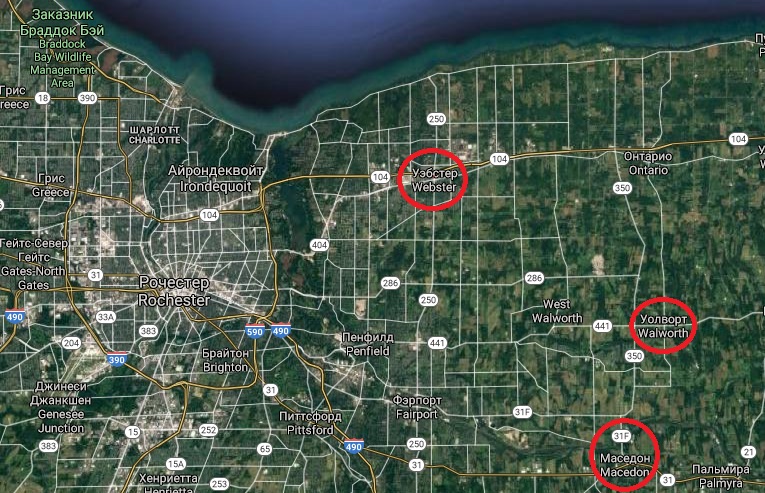 Заказник
Браддок Бэй
Braddock
Bay Wildlife
Management
Area
Грис
Greece
18
390
ШАРЛОТТ
CHARLOTTE
250
104
Айрондеквойт
Irondequoit
104
Уэбстер
Webster
104
Онтарио
Ontario
Грис
Greece
350
104
404
Гейтс-Север
Гейтс
Gates-North
Gates
31
Рочестер
Rochester
286
286
250
West
Walworth
441
Уолворт
Walworth
490
33A
383
590
490
204
390
Брайтон
Brighton
Пенфилд
Penfield
441
350
Джинеси
Джанкшен
Genesee
Junction
31
Фэрпорт
Fairport
31F
Питтсфорд
Pittsford
31F
383
15
252
65
490
250
31
Маседон
Macedon
21
15A
253
Хенриетта
Henrietta
31
Пальмира
Palmyra